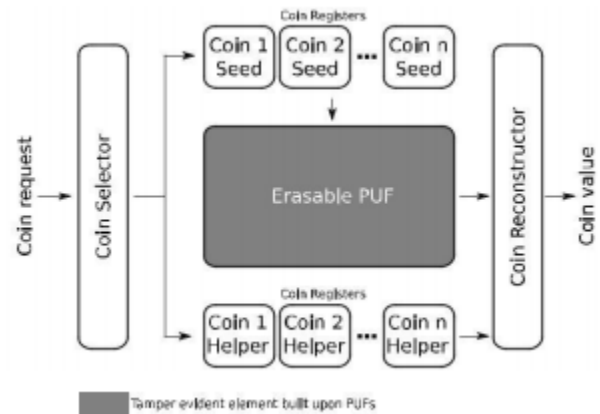 Coin Registers
Coin 1 Coin 2 ... Coin n
Seed Seed Seed
Coin request
Coin Selector
Erasable PUF
Coin Reconstructor
Coin value
Coin Registers
Coin 1 Coin 2 ... Coin n
Helper Helper Helper
Tamper evident element built upon PUFs